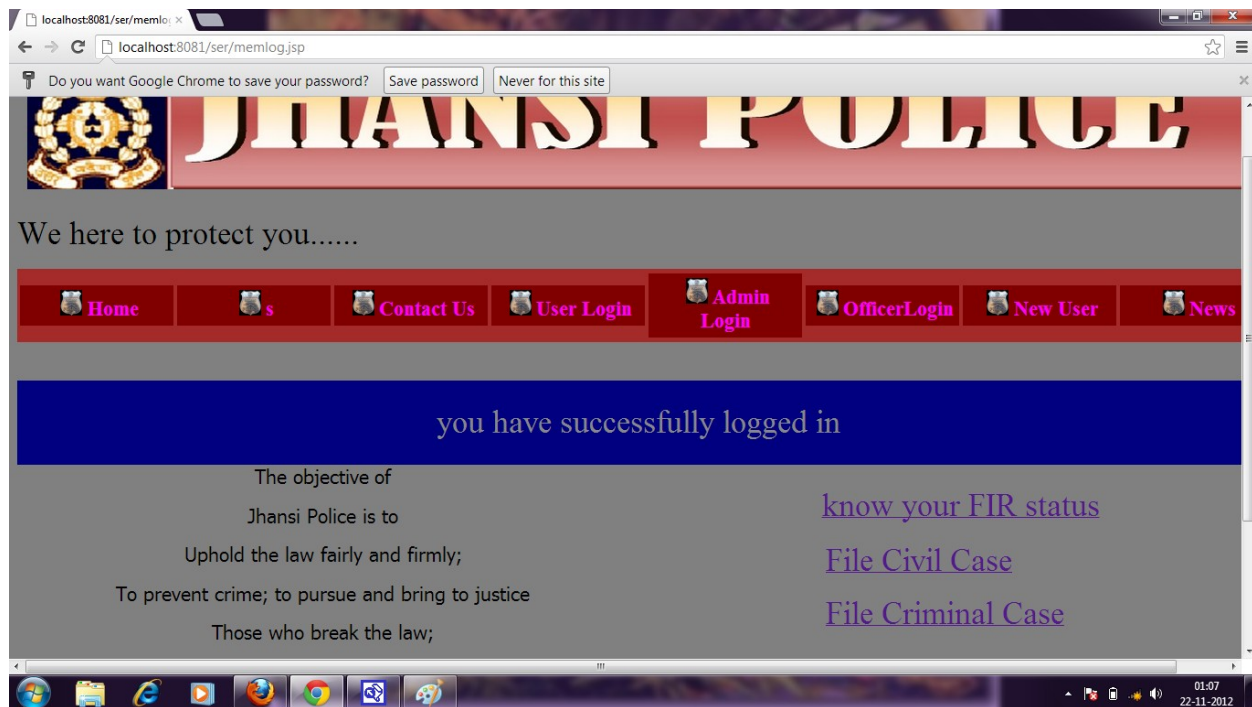 localhost:8081/ser/memlo
localhost:8081/ser/memlog.jsp
Do you want Google Chrome to save your password? Save password Never for this site
JHANSI POLICE
We here to protect you......
Home s Contact Us User Login Admin Login OfficerLogin New User News
you have successfully logged in
The objective of
Jhansi Police is to
Uphold the law fairly and firmly;
To prevent crime; to pursue and bring to justice
Those who break the law;
know your FIR status
File Civil Case
File Criminal Case
01:07
22-11-2012